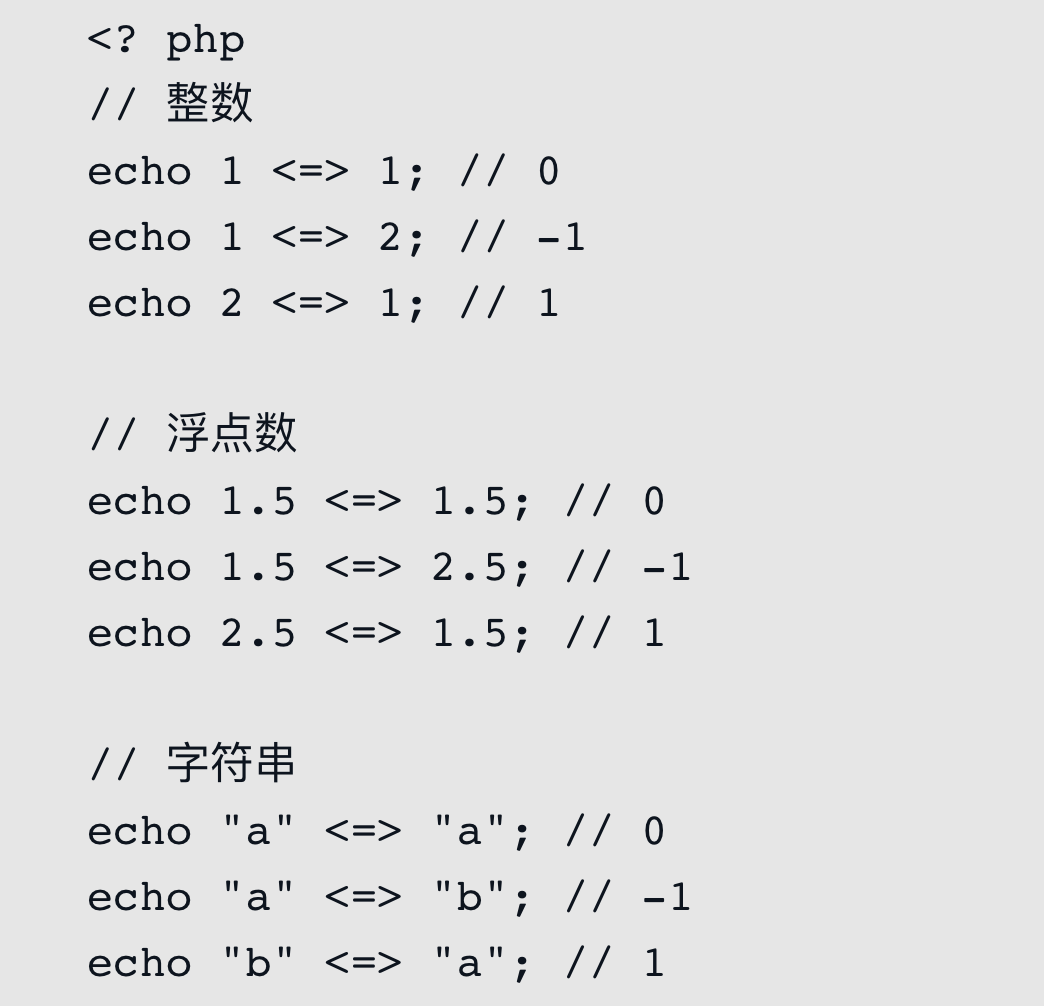 <? php
// 整数
echo 1 <=> 1; // 0
echo 1 <=> 2; // -1
echo 2 <=> 1; // 1
// 浮点数
echo 1.5 <=> 1.5; // 0
echo 1.5 <=> 2.5; // -1
echo 2.5 <=> 1.5; // 1
// 字符串
echo "a" <=> "a"; // 0
echo "a" <=> "b"; // -1
echo "b" <=> "a"; // 1